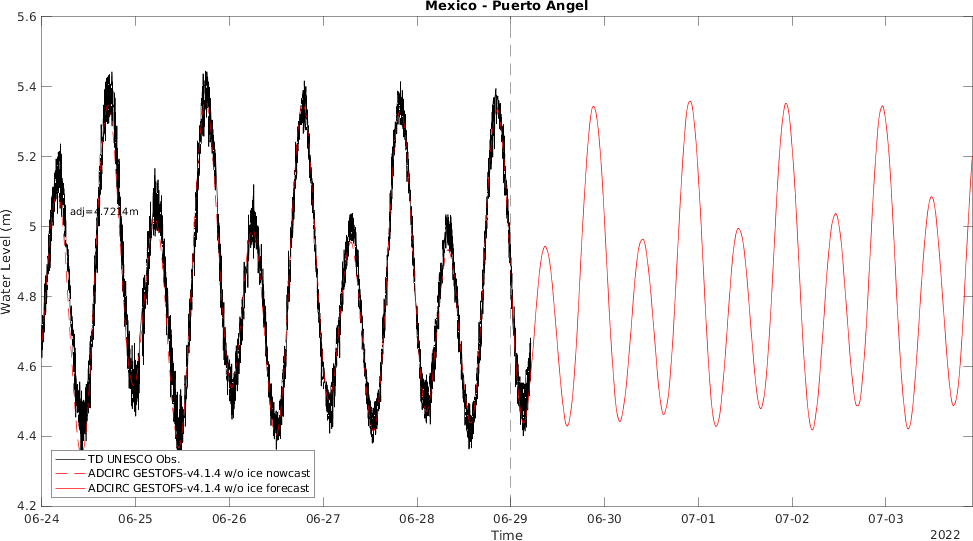 Mexico - Puerto Angel
5.6
5.4
5.2
5
4.8
4.6
4.4
4.2
Water Level (m)
adj=4.7214m
TD UNESCO Obs.
ADCIRC GESTOFS-v4.1.4 w/o ice nowcast
ADCIRC GESTOFS-v4.1.4 w/o ice forecast
06-24 06-25 06-26 06-27 06-28 06-29 06-30 07-01 07-02 07-03
Time
2022